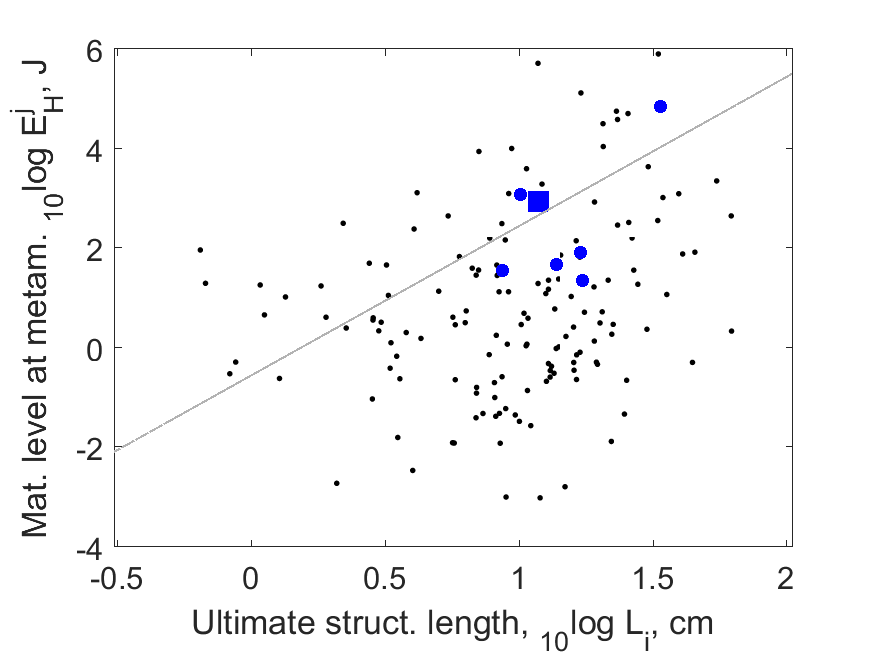 Mat. level at metam. ₁₀log E_H^j, J
6
4
2
0
-2
-4
-0.5 0 0.5 1 1.5 2
Ultimate struct. length, ₁₀log L_i, cm